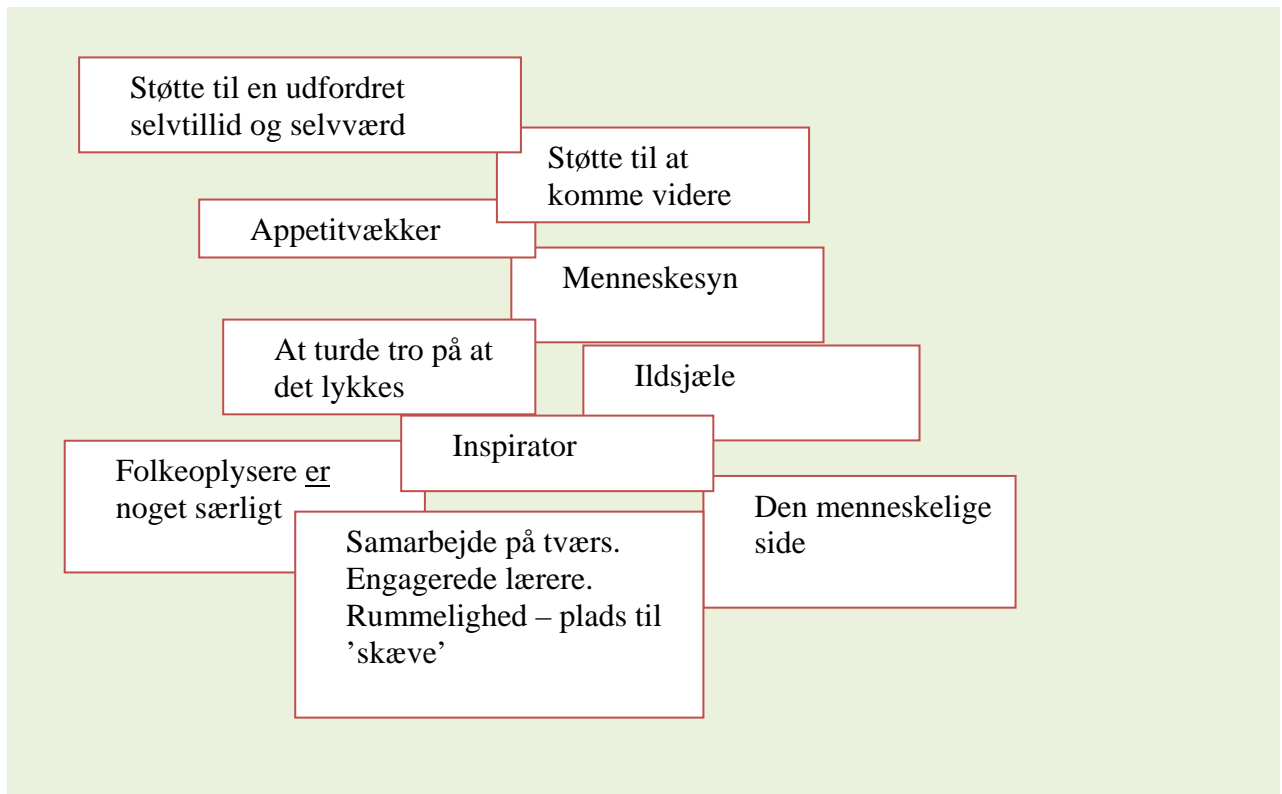 Støtte til en udfordret
selvtillid og selvværd
Støtte til at
komme videre
Appetitvækker
Menneskesyn
At turde tro på at
det lykkes
Ildsjæle
Inspirator
Folkeoplysere er
noget særligt
Den menneskelige
side
Samarbejde på tværs.
Engagerede lærere.
Rummelighed – plads til
’skæve’